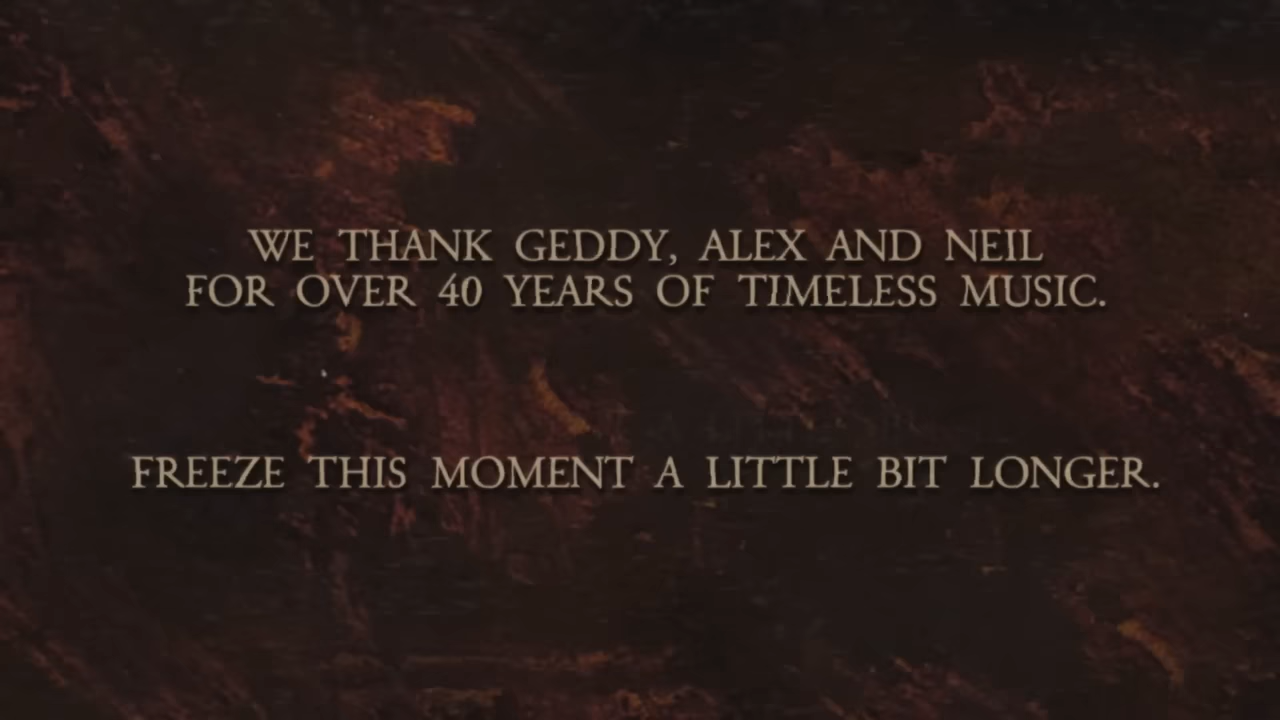 WE THANK GEDDY, ALEX AND NEIL
FOR OVER 40 YEARS OF TIMELESS MUSIC.
FREEZE THIS MOMENT A LITTLE BIT LONGER.